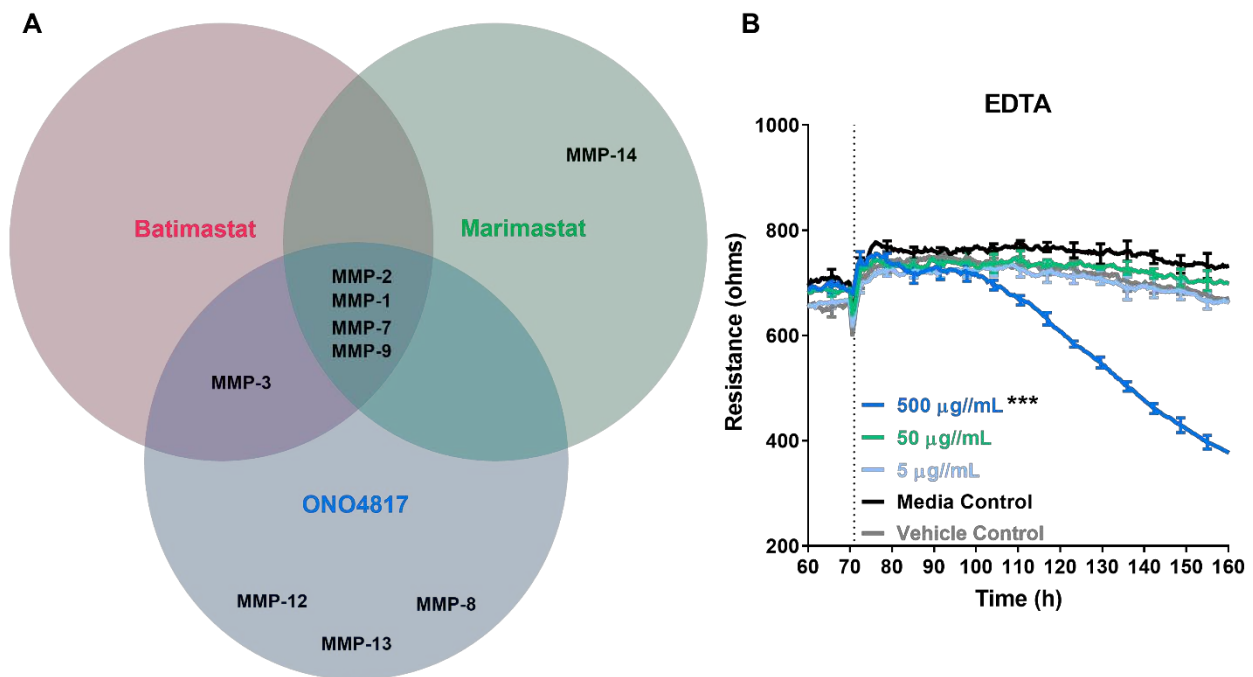 A
Batimastat
Marimastat
MMP-14
MMP-2
MMP-1
MMP-7
MMP-9
MMP-3
ONO4817
MMP-12
MMP-8
MMP-13
B
EDTA
Resistance (ohms)
1000
800
600
400
200
500 µg//mL ***
50 µg//mL
5 µg//mL
Media Control
Vehicle Control
60 70 80 90 100 110 120 130 140 150 160
Time (h)